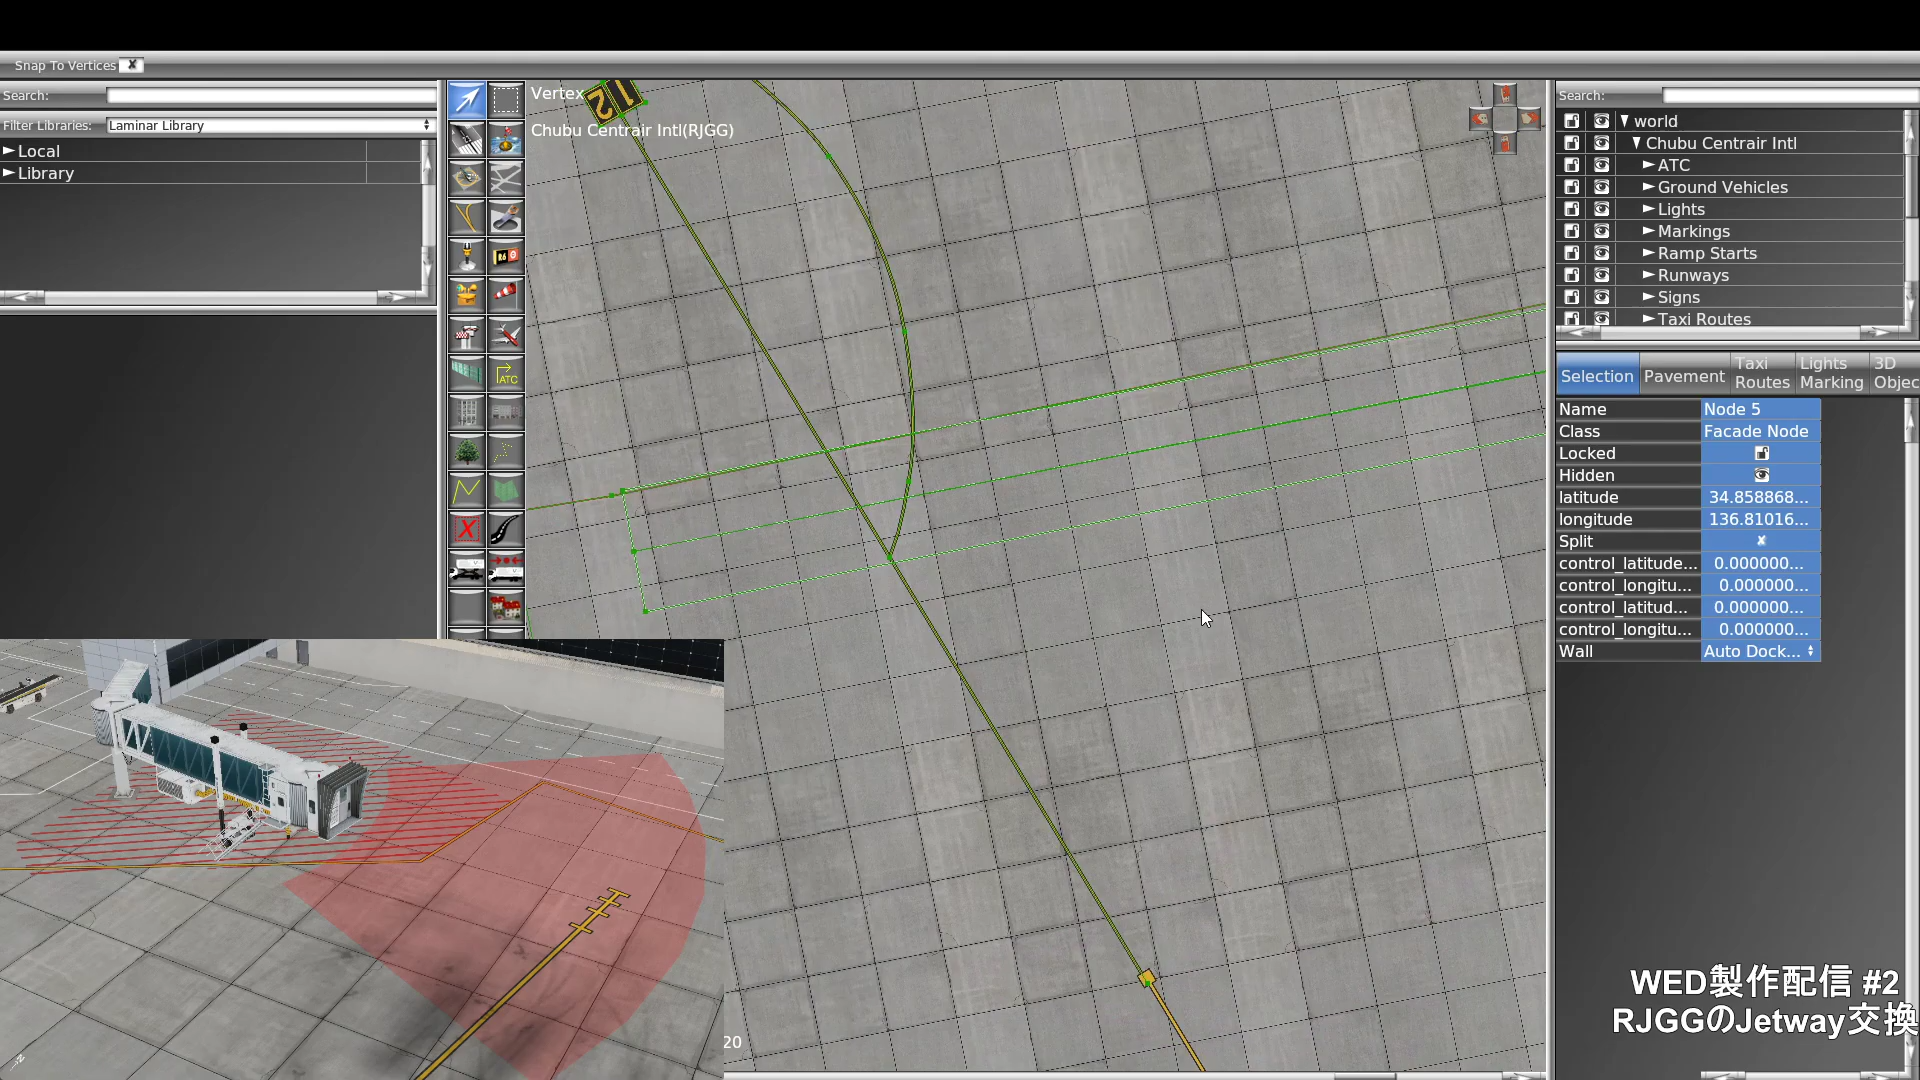 Snap To Vertices
Search:
Filter Libraries: Laminar Library
Local
Library
Vertex
Chubu Centrair Intl(RJGG)
12
ATC
20
Search:
world
Chubu Centrair Intl
ATC
Ground Vehicles
Lights
Markings
Ramp Starts
Runways
Signs
Taxi Routes
Selection
Pavement
Taxi Routes
Lights Marking
3D Objec
Name Node 5
Class Facade Node
Locked
Hidden
latitude 34.858868...
longitude 136.81016...
Split
control_latitude... 0.000000...
control_longitu... 0.000000...
control_latitud... 0.000000...
control_longitu... 0.000000...
Wall Auto Dock...
WED製作配信 #2
RJGGのJetway交換